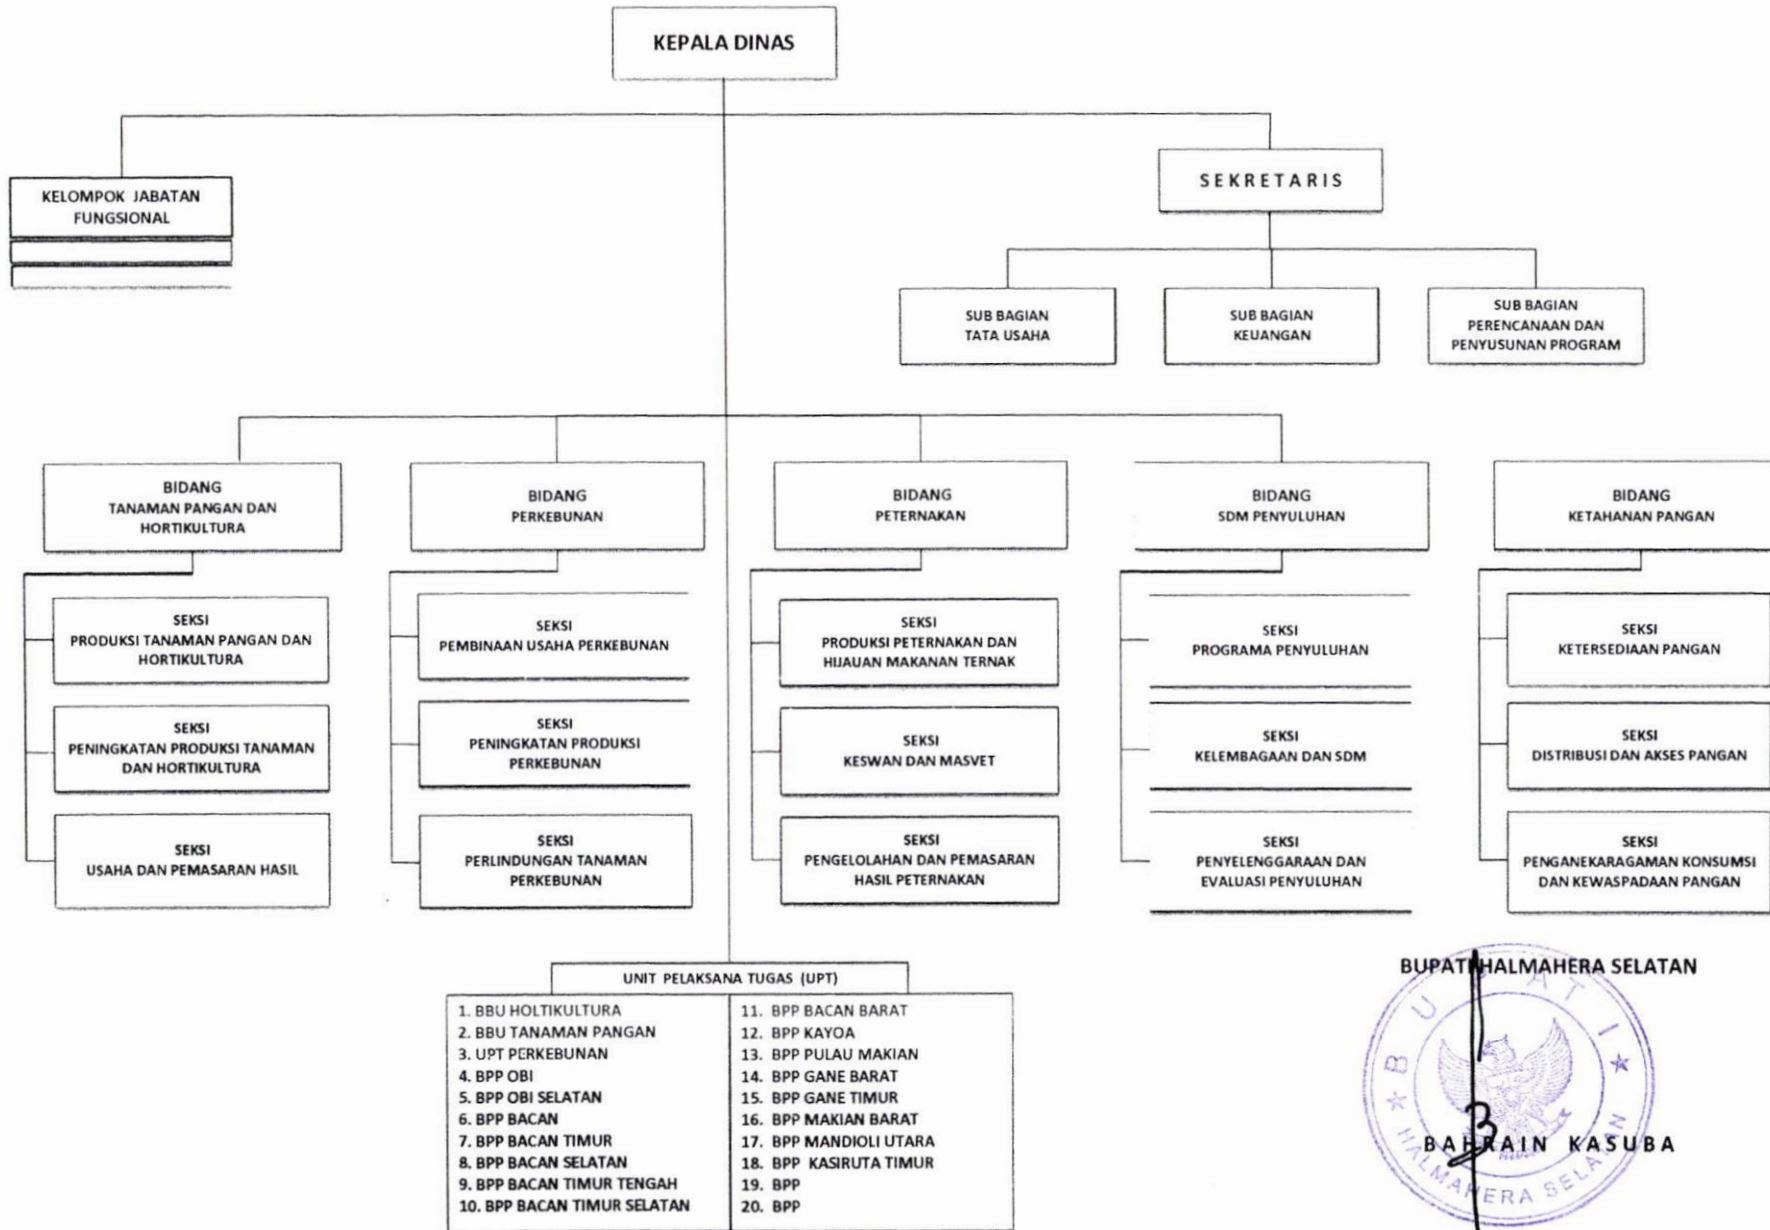 KEPALA DINAS
KELOMPOK JABATAN
FUNGSIONAL
SEKRETARIS
SUB BAGIAN
TATA USAHA
SUB BAGIAN
KEUANGAN
SUB BAGIAN
PERENCANAAN DAN
PENYUSUNAN PROGRAM
BIDANG
TANAMAN PANGAN DAN
HORTIKULTURA
BIDANG
PERKEBUNAN
BIDANG
PETERNAKAN
BIDANG
SDM PENYULUHAN
BIDANG
KETAHANAN PANGAN
SEKSI
PRODUKSI TANAMAN PANGAN DAN
HORTIKULTURA
SEKSI
PEMBINAAN USAHA PERKEBUNAN
SEKSI
PRODUKSI PETERNAKAN DAN
HIJAUAN MAKANAN TERNAK
SEKSI
PROGRAMA PENYULUHAN
SEKSI
KETERSEDIAAN PANGAN
SEKSI
PENINGKATAN PRODUKSI TANAMAN
DAN HORTIKULTURA
SEKSI
PENINGKATAN PRODUKSI
PERKEBUNAN
SEKSI
KESWAN DAN MASVET
SEKSI
KELEMBAGAAN DAN SDM
SEKSI
DISTRIBUSI DAN AKSES PANGAN
SEKSI
USAHA DAN PEMASARAN HASIL
SEKSI
PERLINDUNGAN TANAMAN
PERKEBUNAN
SEKSI
PENGELOLAHAN DAN PEMASARAN
HASIL PETERNAKAN
SEKSI
PENYELENGGARAAN DAN
EVALUASI PENYULUHAN
SEKSI
PENGANEKARAGAMAN KONSUMSI
DAN KEWASPADAAN PANGAN
UNIT PELAKSANA TUGAS (UPT)
1. BBU HOLTIKULTURA
2. BBU TANAMAN PANGAN
3. UPT PERKEBUNAN
4. BPP OBI
5. BPP OBI SELATAN
6. BPP BACAN
7. BPP BACAN TIMUR
8. BPP BACAN SELATAN
9. BPP BACAN TIMUR TENGAH
10. BPP BACAN TIMUR SELATAN
11. BPP BACAN BARAT
12. BPP KAYOA
13. BPP PULAU MAKIAN
14. BPP GANE BARAT
15. BPP GANE TIMUR
16. BPP MAKIAN BARAT
17. BPP MANDIOLI UTARA
18. BPP KASIRUTA TIMUR
19. BPP
20. BPP
BUPATI HALMAHERA SELATAN
BUPATI
HALMAHERA SELATAN
BAHRAIN KASUBA